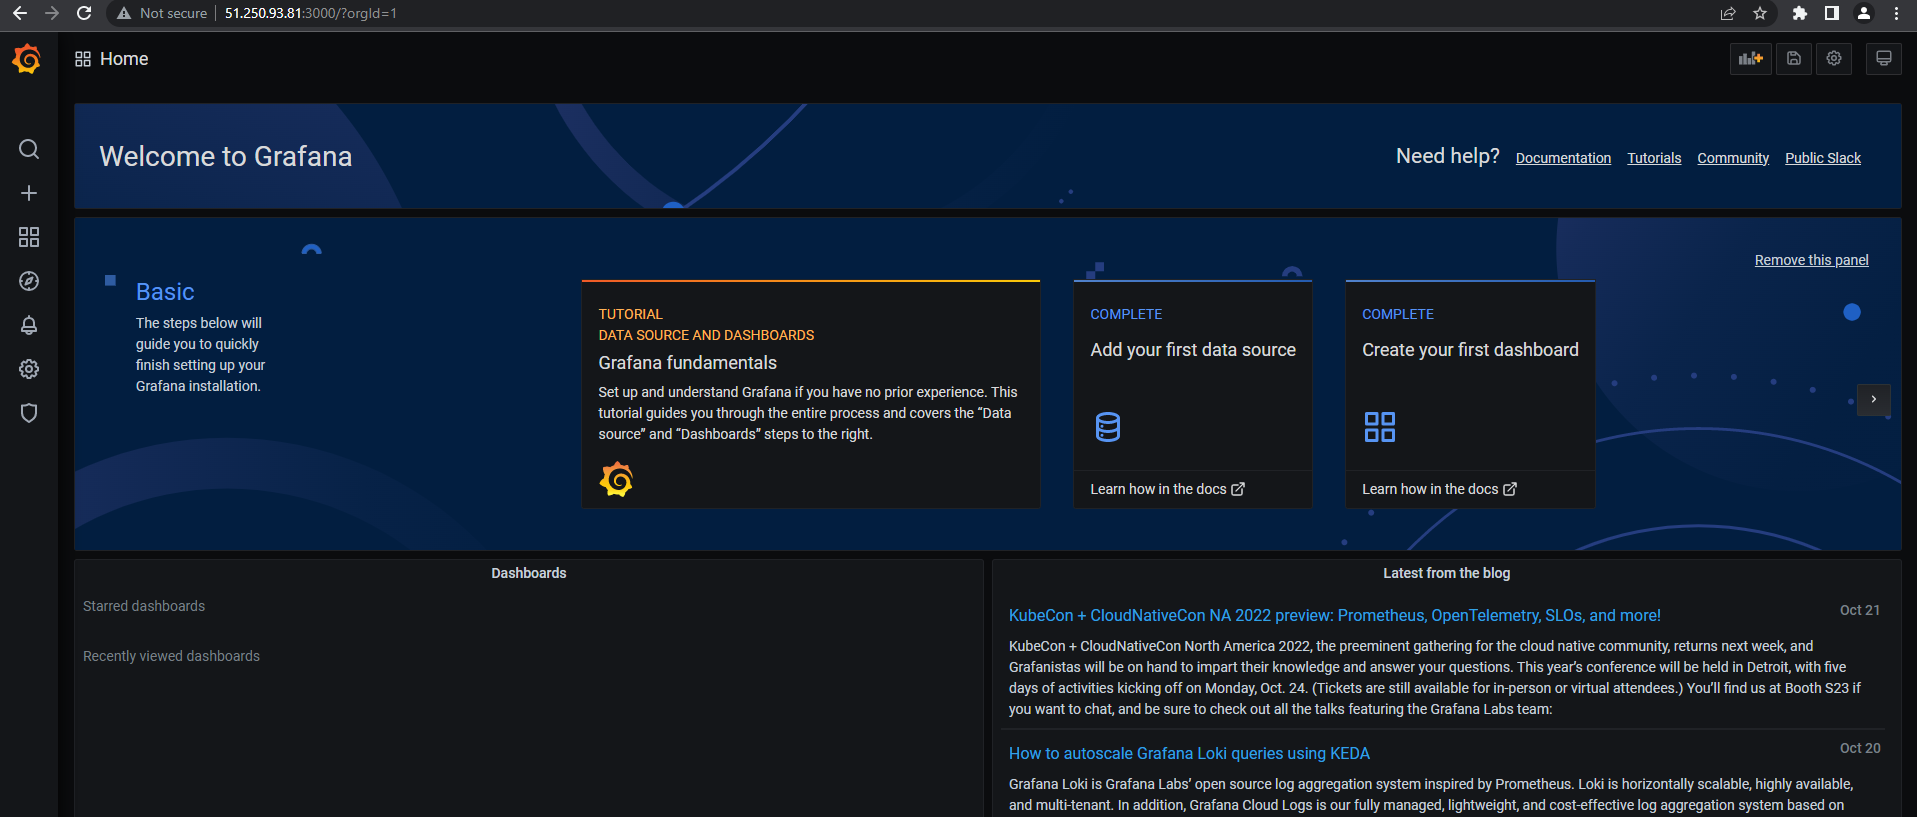 Not secure
51.250.93.81:3000/?orgId=1
Home
Welcome to Grafana
Need help? Documentation Tutorials Community Public Slack
Remove this panel
Basic
The steps below will
guide you to quickly
finish setting up your
Grafana installation.
TUTORIAL
DATA SOURCE AND DASHBOARDS
Grafana fundamentals
Set up and understand Grafana if you have no prior experience. This
tutorial guides you through the entire process and covers the “Data
source” and “Dashboards” steps to the right.
COMPLETE
Add your first data source
Learn how in the docs
COMPLETE
Create your first dashboard
Learn how in the docs
Dashboards
Starred dashboards
Recently viewed dashboards
Latest from the blog
KubeCon + CloudNativeCon NA 2022 preview: Prometheus, OpenTelemetry, SLOs, and more!
Oct 21
KubeCon + CloudNativeCon North America 2022, the preeminent gathering for the cloud native community, returns next week, and
Grafanistas will be on hand to impart their knowledge and answer your questions. This year’s conference will be held in Detroit, with five
days of activities kicking off on Monday, Oct. 24. (Tickets are still available for in-person or virtual attendees.) You’ll find us at Booth S23 if
you want to chat, and be sure to check out all the talks featuring the Grafana Labs team:
How to autoscale Grafana Loki queries using KEDA
Oct 20
Grafana Loki is Grafana Labs’ open source log aggregation system inspired by Prometheus. Loki is horizontally scalable, highly available,
and multi-tenant. In addition, Grafana Cloud Logs is our fully managed, lightweight, and cost-effective log aggregation system based on